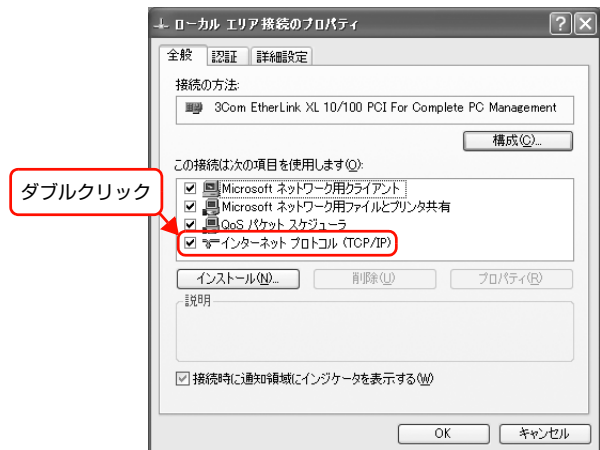 ローカル エリア接続のプロパティ
全般 認証 詳細設定
接続の方法:
3Com EtherLink XL 10/100 PCI For Complete PC Management
構成(C)...
この接続は次の項目を使用します(O):
ダブルクリック
Microsoft ネットワーク用クライアント
Microsoft ネットワーク用ファイルとプリンタ共有
QoS パケット スケジューラ
インターネット プロトコル (TCP/IP)
インストール(N)... 削除(U) プロパティ(R)
説明
接続時に通知領域にインジケータを表示する(W)
OK キャンセル